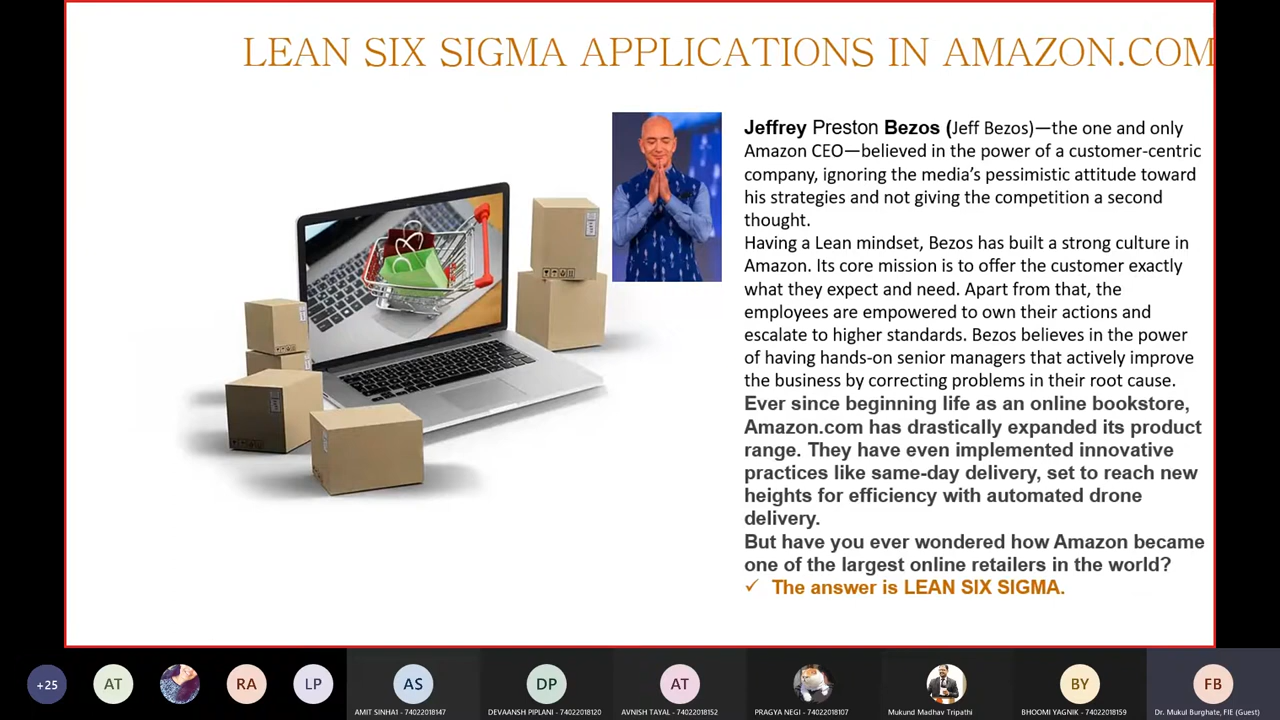 LEAN SIX SIGMA APPLICATIONS IN AMAZON.COM
Jeffrey Preston Bezos (Jeff Bezos)—the one and only
Amazon CEO—believed in the power of a customer-centric
company, ignoring the media's pessimistic attitude toward
his strategies and not giving the competition a second
thought.
Having a Lean mindset, Bezos has built a strong culture in
Amazon. Its core mission is to offer the customer exactly
what they expect and need. Apart from that, the
employees are empowered to own their actions and
escalate to higher standards. Bezos believes in the power
of having hands-on senior managers that actively improve
the business by correcting problems in their root cause.
Ever since beginning life as an online bookstore,
Amazon.com has drastically expanded its product
range. They have even implemented innovative
practices like same-day delivery, set to reach new
heights for efficiency with automated drone
delivery.
But have you ever wondered how Amazon became
one of the largest online retailers in the world?
✓ The answer is LEAN SIX SIGMA.
+25
AT
RA
LP
AS
DP
AT
BY
FB
AMIT SINHA1 - 74022018147
DEVAANSH PIPLANI - 74022018120
AVNISH TAYAL - 74022018152
PRAGYA NEGI - 74022018107
Mukund Madhav Tripathi
BHOOMI YAGNIK - 74022018159
Dr. Mukul Burghate, FIE (Guest)